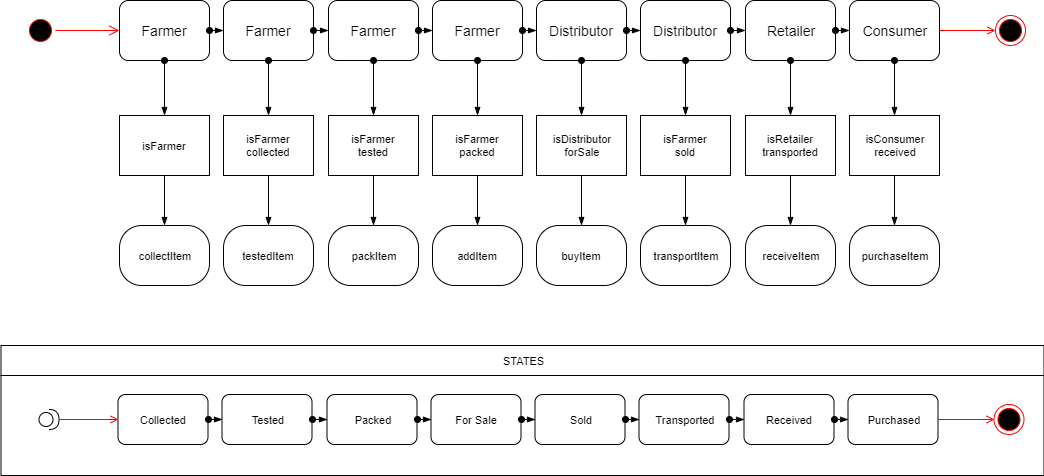 Farmer
Farmer
Farmer
Farmer
Distributor
Distributor
Retailer
Consumer
isFarmer
isFarmer
collected
isFarmer
tested
isFarmer
packed
isDistributor
forSale
isFarmer
sold
isRetailer
transported
isConsumer
received
collectItem
testedItem
packItem
addItem
buyItem
transportItem
receiveItem
purchaseItem
STATES
Collected
Tested
Packed
For Sale
Sold
Transported
Received
Purchased